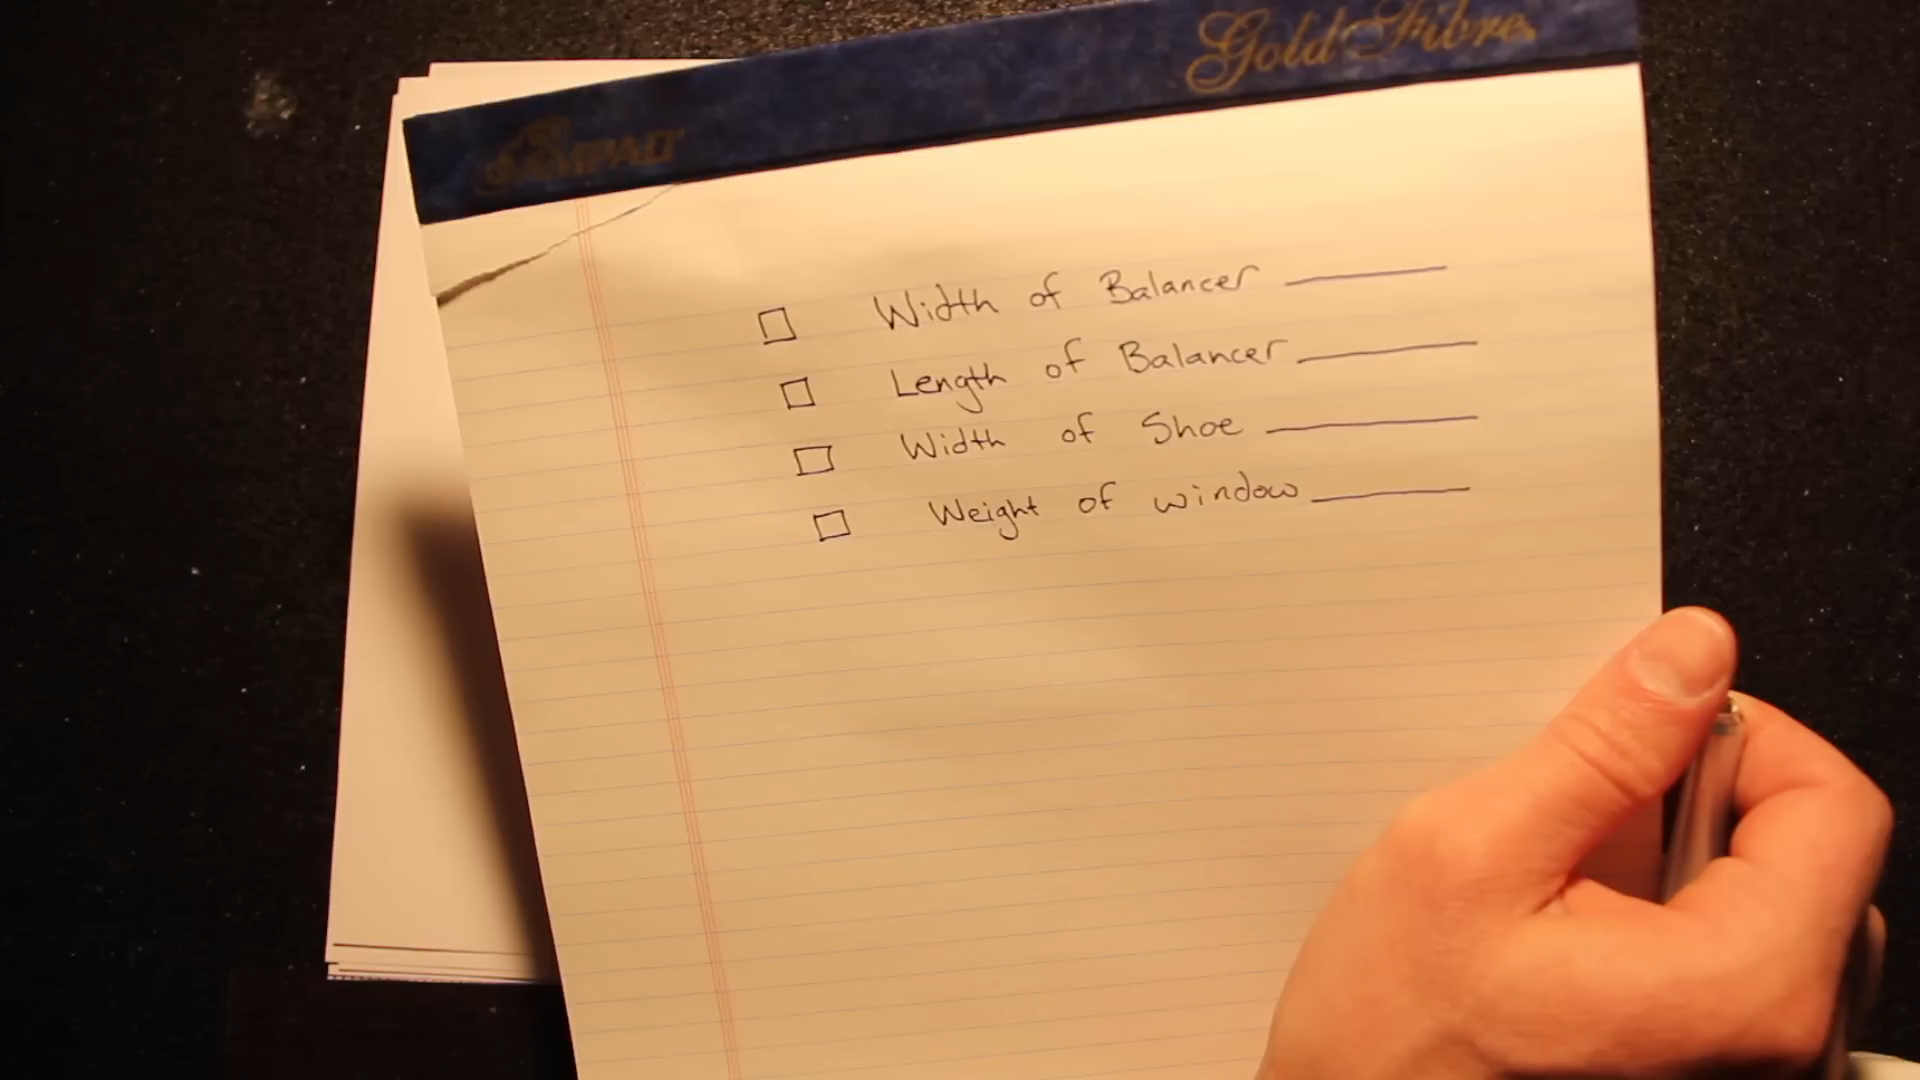 AMPAD Gold Fibre
Width of Balancer
Length of Balancer
Width of Shoe
Weight of window